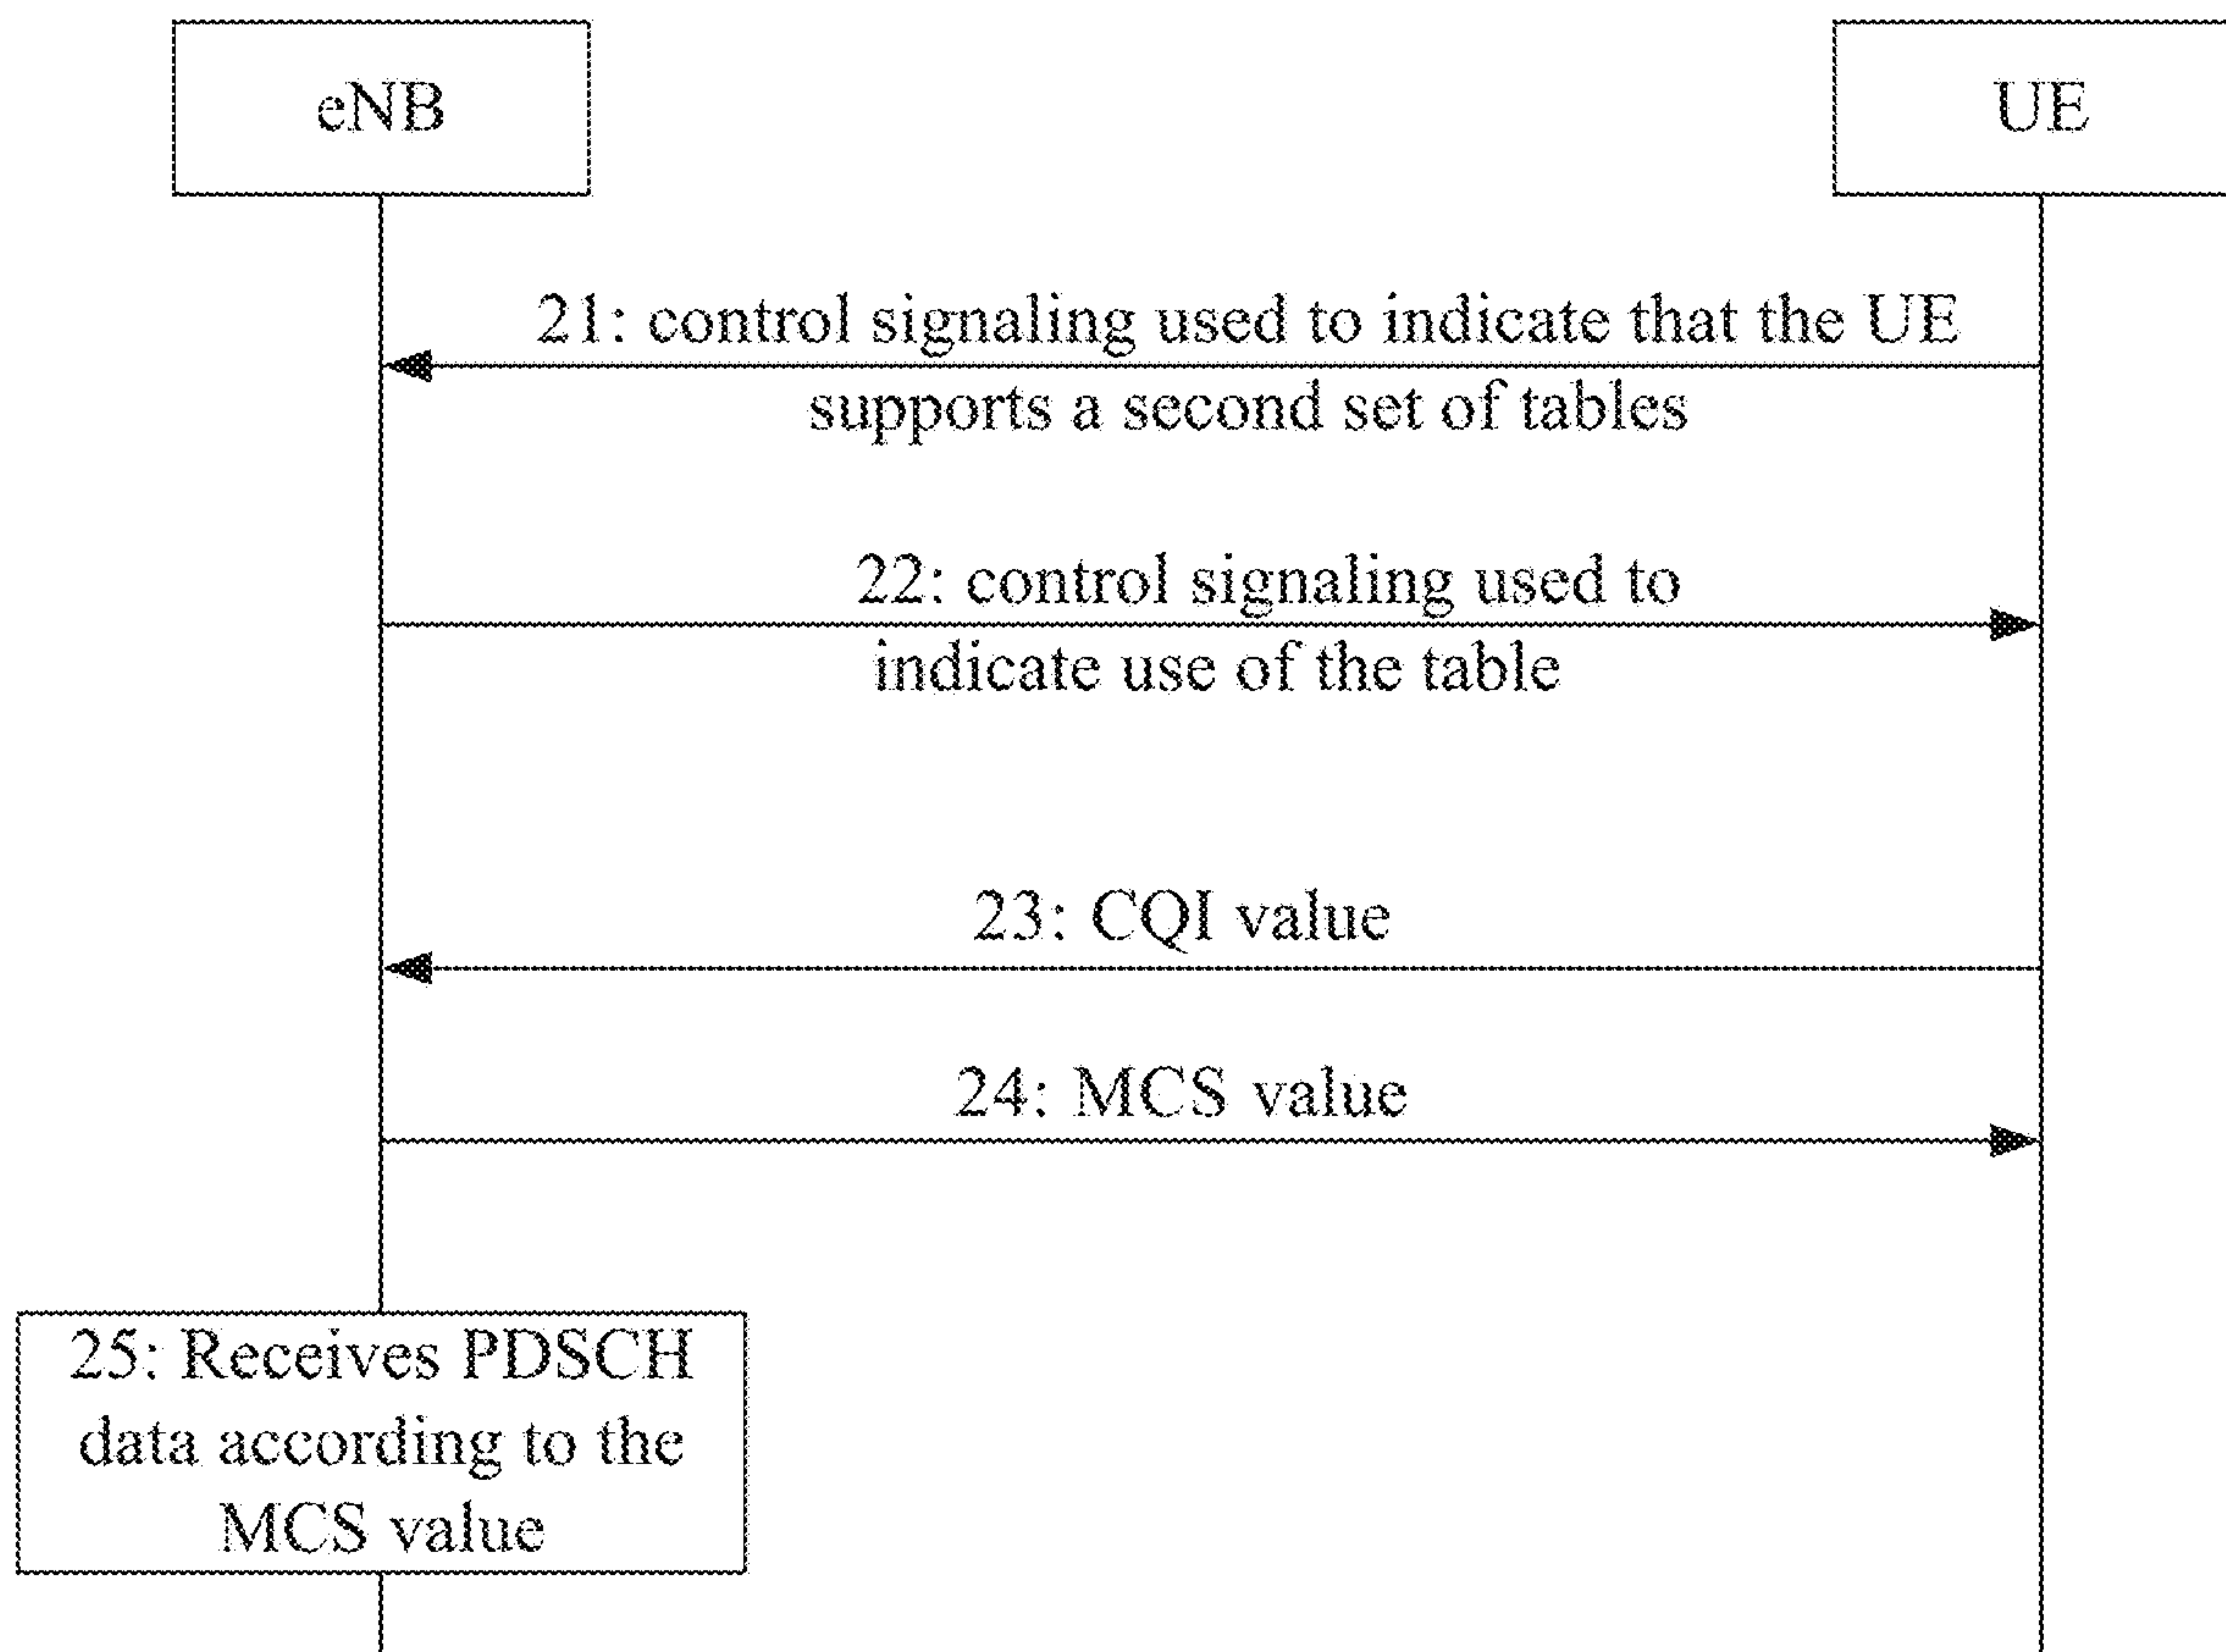 eNB
UE
21: control signaling used to indicate that the UE
supports a second set of tables
22: control signaling used to
indicate use of the table
23: CQI value
24: MCS value
25: Receives PDSCH
data according to the
MCS value